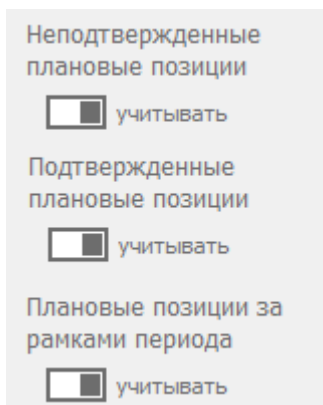 Неподтвержденные
плановые позиции
учитывать
Подтвержденные
плановые позиции
учитывать
Плановые позиции за
рамками периода
учитывать